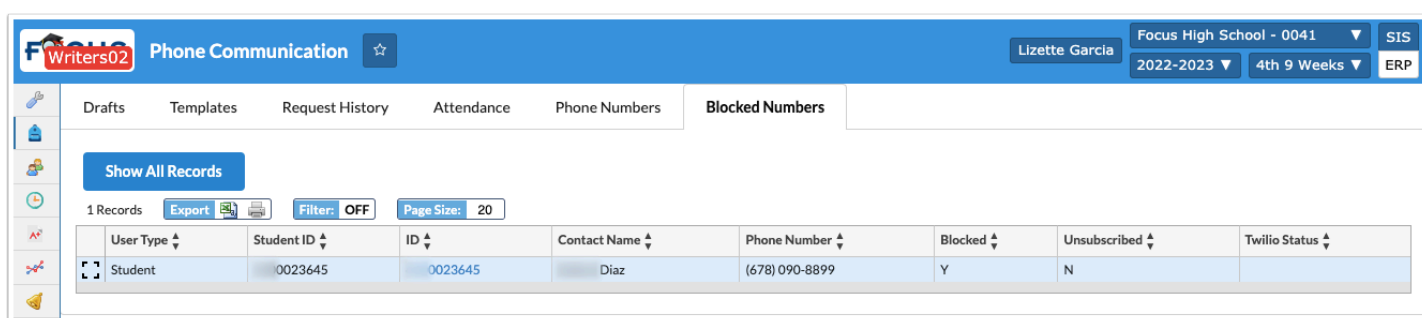 Writers02 Phone Communication Lizette Garcia Focus High School - 0041 SIS
2022-2023 4th 9 Weeks ERP
Drafts Templates Request History Attendance Phone Numbers Blocked Numbers
Show All Records
1 Records Export Filter: OFF Page Size: 20
User Type Student ID ID Contact Name Phone Number Blocked Unsubscribed Twilio Status
Student 0023645 0023645 Diaz (678) 090-8899 Y N